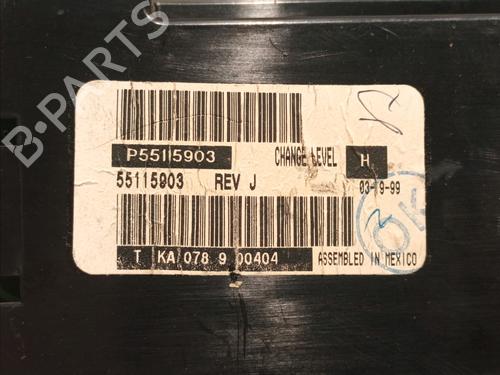 B-PARTS
P55115903 CHANGE LEVEL H
55115903 REV J 03-19-99
OK
T KA 078 9 00404 ASSEMBLED IN MEXICO